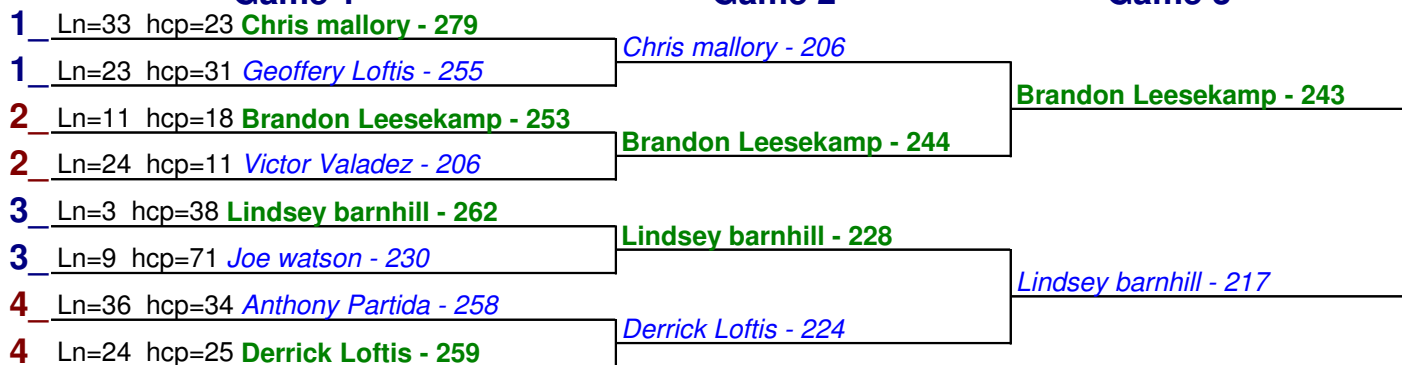 1_ Ln=33 hcp=23 Chris mallory - 279
Chris mallory - 206
1_ Ln=23 hcp=31 Geoffery Loftis - 255
Brandon Leesekamp - 243
2_ Ln=11 hcp=18 Brandon Leesekamp - 253
Brandon Leesekamp - 244
2_ Ln=24 hcp=11 Victor Valadez - 206
3_ Ln=3 hcp=38 Lindsey barnhill - 262
Lindsey barnhill - 228
3_ Ln=9 hcp=71 Joe watson - 230
Lindsey barnhill - 217
4_ Ln=36 hcp=34 Anthony Partida - 258
Derrick Loftis - 224
4 Ln=24 hcp=25 Derrick Loftis - 259